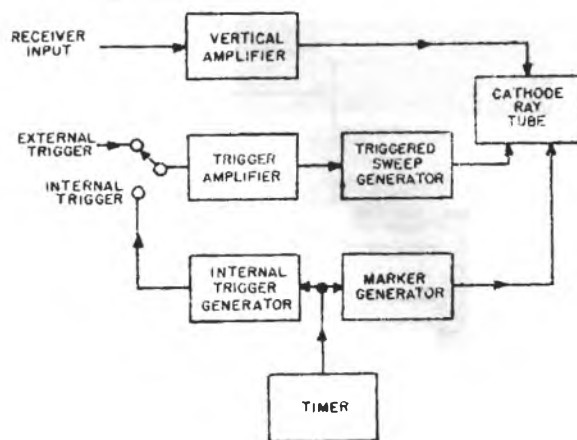 RECEIVER
INPUT
VERTICAL
AMPLIFIER
CATHODE
RAY
TUBE
EXTERNAL
TRIGGER
TRIGGER
AMPLIFIER
TRIGGERED
SWEEP
GENERATOR
INTERNAL
TRIGGER
INTERNAL
TRIGGER
GENERATOR
MARKER
GENERATOR
TIMER